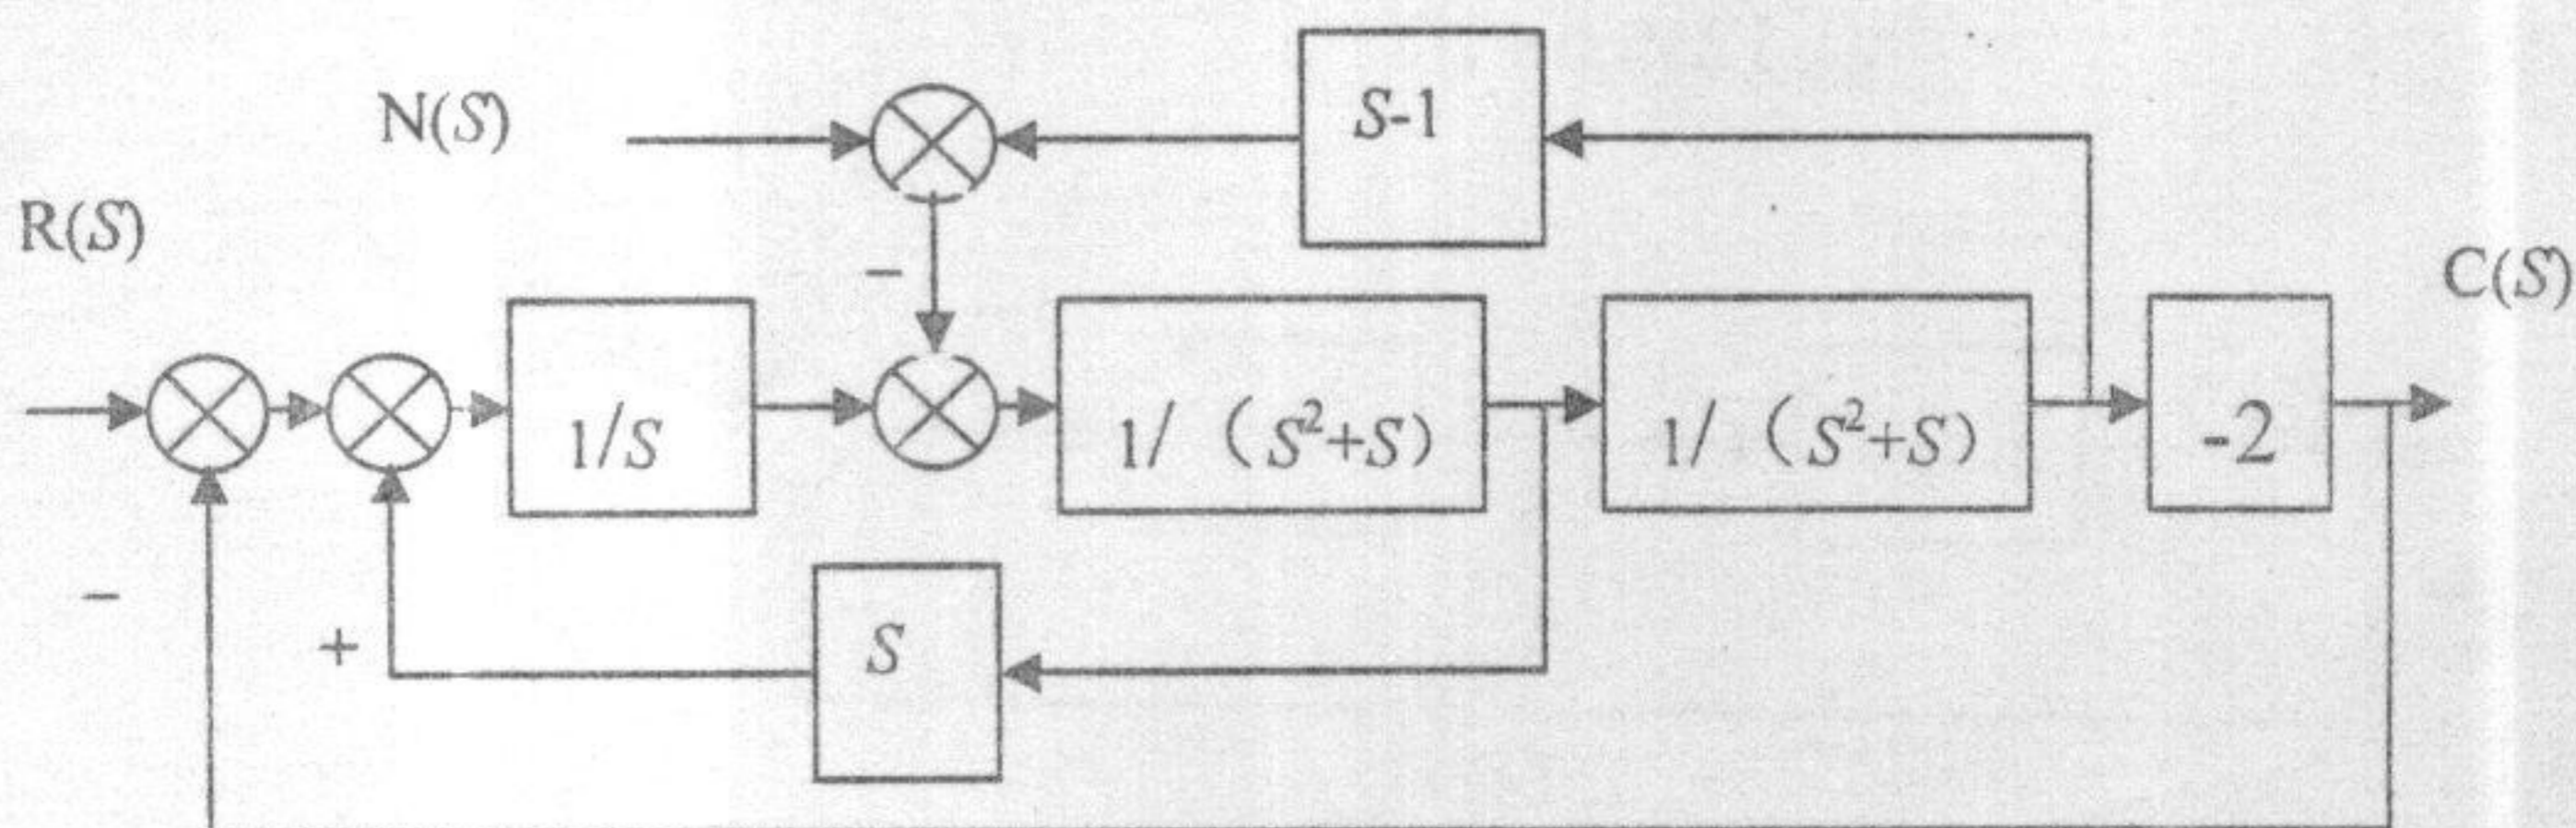 N(S)
S-1
R(S)
C(S)
−
1/S
1/（S²+S）
1/（S²+S）
-2
−
+
S